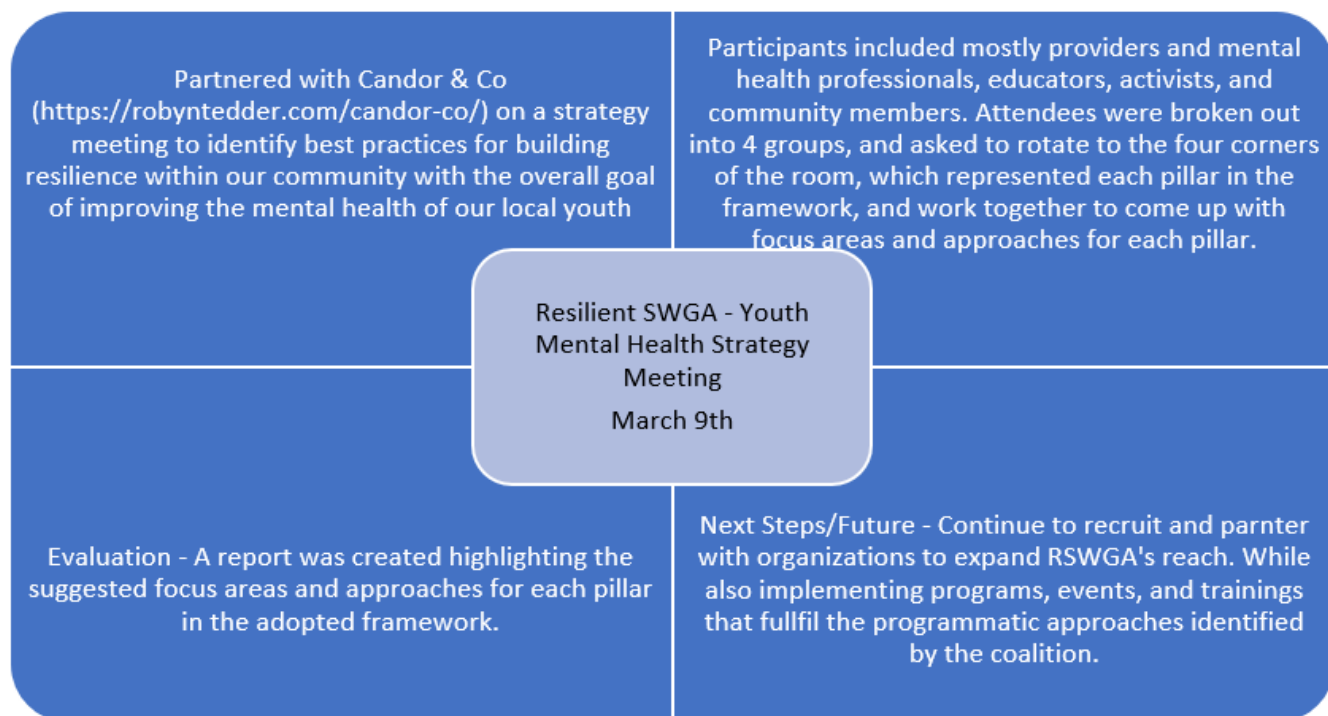 Partnered with Candor & Co
(https://robyntedder.com/candor-co/) on a strategy
meeting to identify best practices for building
resilience within our community with the overall goal
of improving the mental health of our local youth
Participants included mostly providers and mental
health professionals, educators, activists, and
community members. Attendees were broken out
into 4 groups, and asked to rotate to the four corners
of the room, which represented each pillar in the
framework, and work together to come up with
focus areas and approaches for each pillar.
Resilient SWGA - Youth
Mental Health Strategy
Meeting
March 9th
Evaluation - A report was created highlighting the
suggested focus areas and approaches for each pillar
in the adopted framework.
Next Steps/Future - Continue to recruit and parnter
with organizations to expand RSWGA's reach. While
also implementing programs, events, and trainings
that fullfil the programmatic approaches identified
by the coalition.